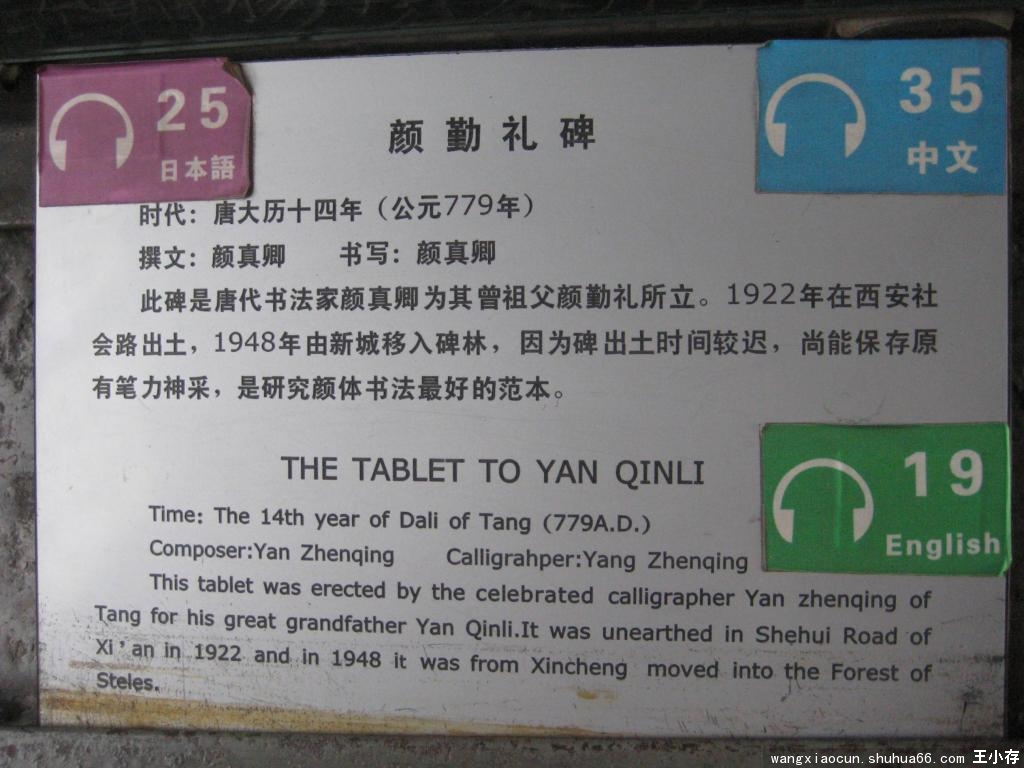 25
日本語
35
中文
颜勤礼碑
时代：唐大历十四年（公元779年）
撰文：颜真卿 书写：颜真卿
此碑是唐代书法家颜真卿为其曾祖父颜勤礼所立。1922年在西安社
会路出土，1948年由新城移入碑林，因为碑出土时间较迟，尚能保存原
有笔力神采，是研究颜体书法最好的范本。
THE TABLET TO YAN QINLI
19
English
Time: The 14th year of Dali of Tang (779A.D.)
Composer:Yan Zhenqing Calligrahper:Yang Zhenqing
This tablet was erected by the celebrated calligrapher Yan zhenqing of
Tang for his great grandfather Yan Qinli.It was unearthed in Shehui Road of
Xi'an in 1922 and in 1948 it was from Xincheng moved into the Forest of
Steles.
wangxiaocun.shuhua66.com 王小存